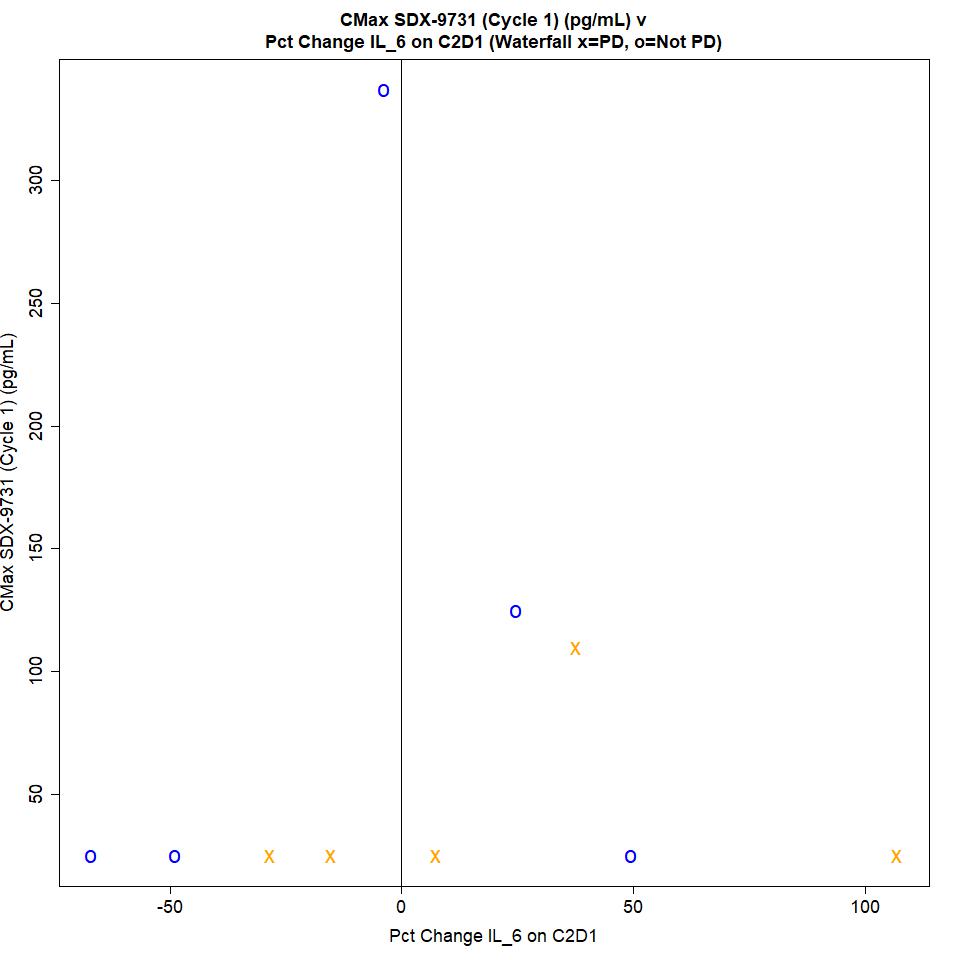 CMax SDX-9731 (Cycle 1) (pg/mL) v
Pct Change IL_6 on C2D1 (Waterfall x=PD, o=Not PD)
CMax SDX-9731 (Cycle 1) (pg/mL)
300
250
200
150
100
50
o
o
x
o
o
x
x
x
o
x
-50
0
50
100
Pct Change IL_6 on C2D1